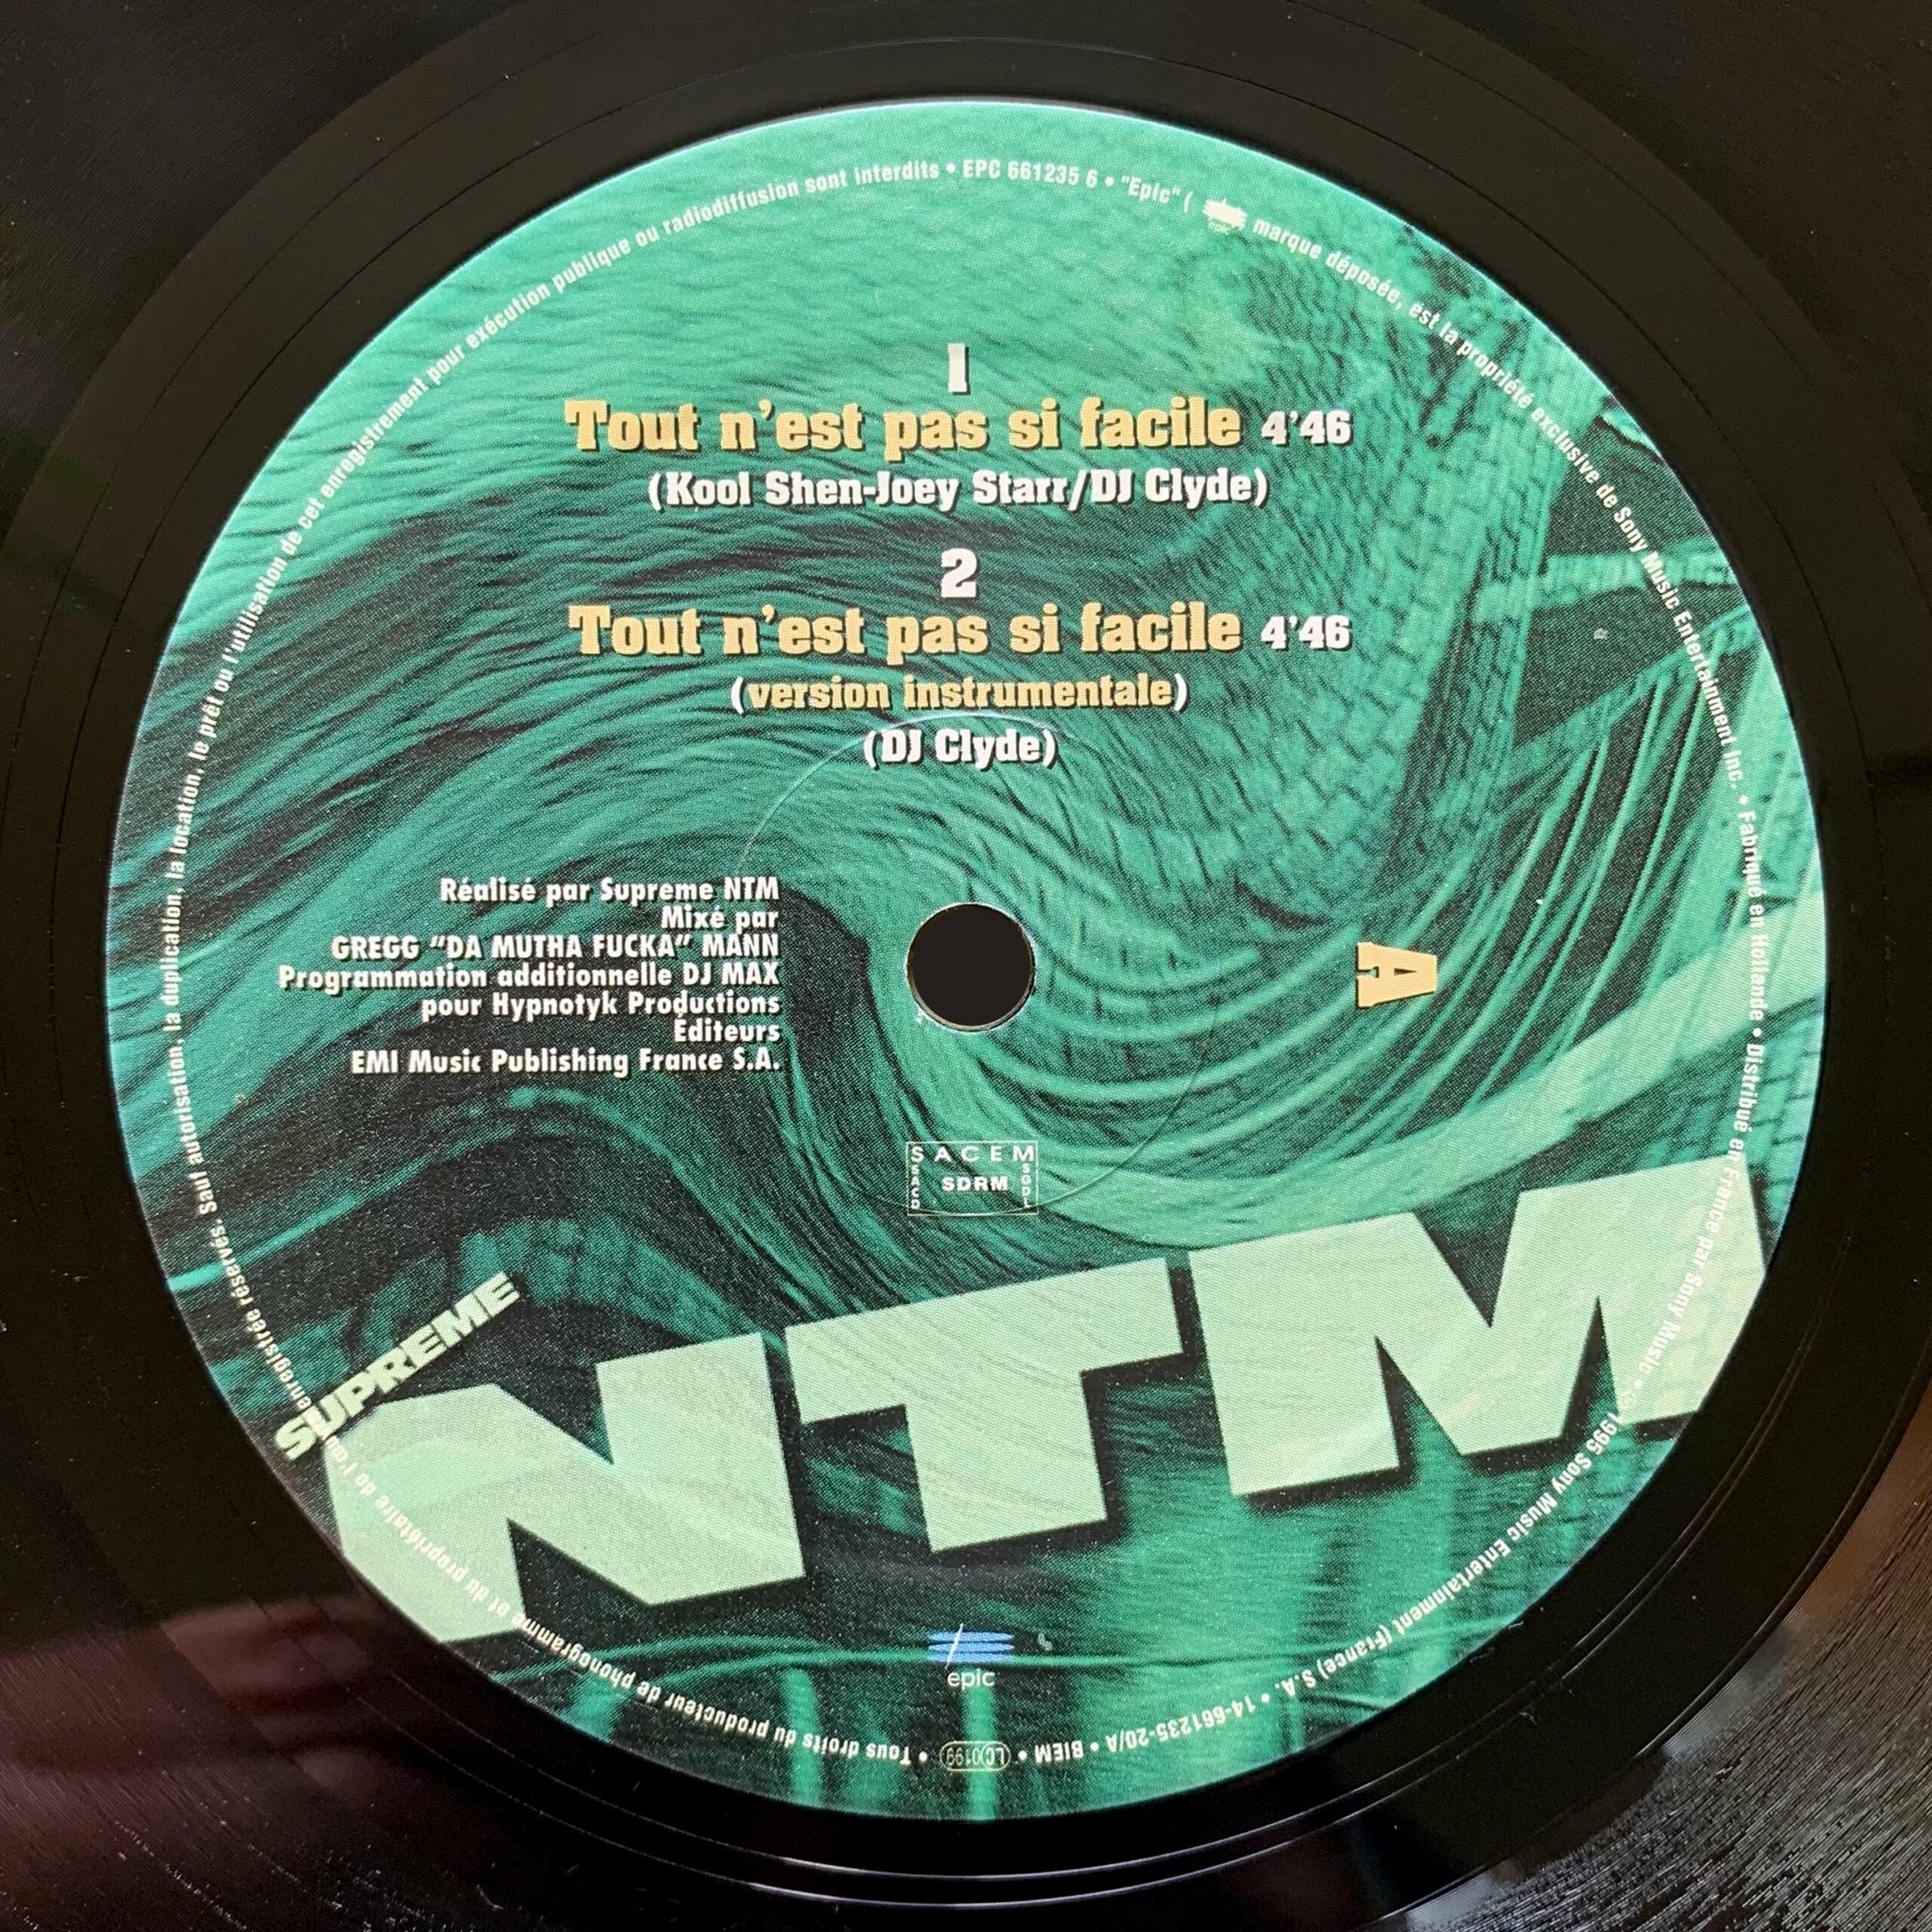 1
Tout n'est pas si facile 4'46
(Kool Shen-Joey Starr/DJ Clyde)
2
Tout n'est pas si facile 4'46
(version instrumentale)
(DJ Clyde)
Réalisé par Supreme NTM
Mixé par
GREGG "DA MUTHA FUCKA" MANN
Programmation additionnelle DJ MAX
pour Hypnotyk Productions
Éditeurs
EMI Music Publishing France S.A.
A
SACEM
SACD
SDRM
SGDL
SUPREME
NTM
epic
• Tous droits du producteur de phonogramme et du propriétaire de l'œuvre enregistrée réservés. Sauf autorisation, la duplication, la location, le prêt ou l'utilisation de cet enregistrement pour exécution publique ou radiodiffusion sont interdits • EPC 661235 6 • "Epic" ( epic marque déposée, est la propriété exclusive de Sony Music Entertainment Inc. • Fabriqué en Hollande • Distribué en France par Sony Music • ℗ 1995 Sony Music Entertainment (France) S.A. • 14-661235-20/A • BIEM • LC 0199